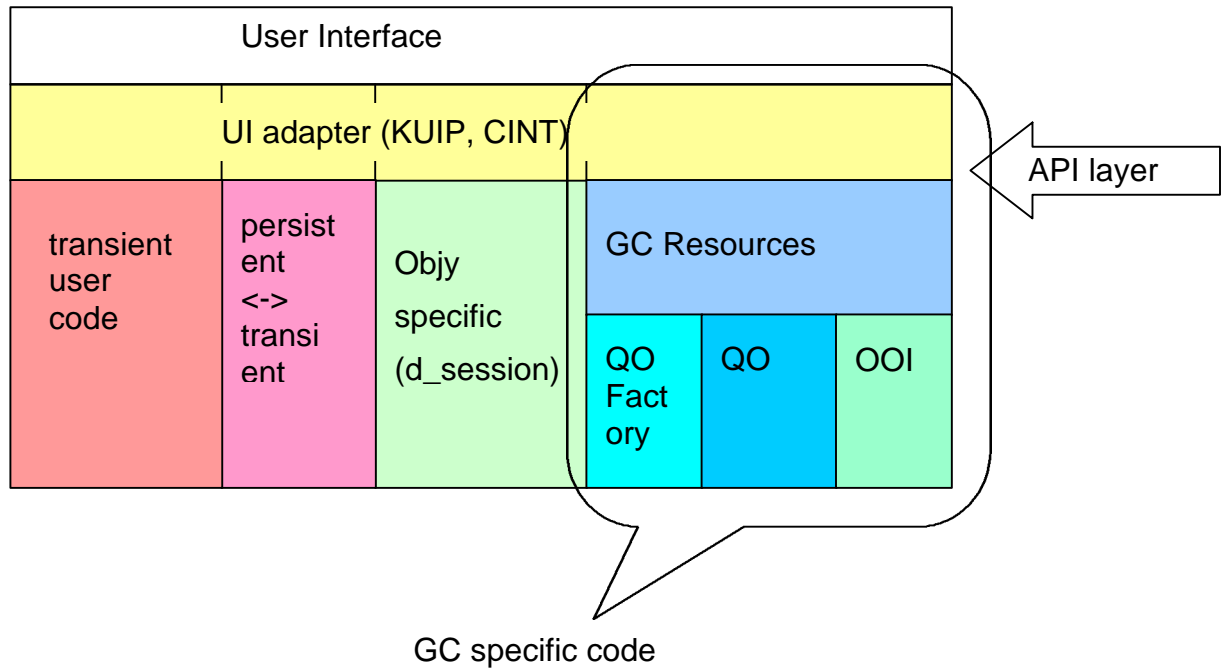 User Interface
UI adapter (KUIP, CINT)
API layer
transient
user
code
persist
ent
<->
transi
ent
Objy
specific
(d_session)
GC Resources
QO
Fact
ory
QO
OOI
GC specific code